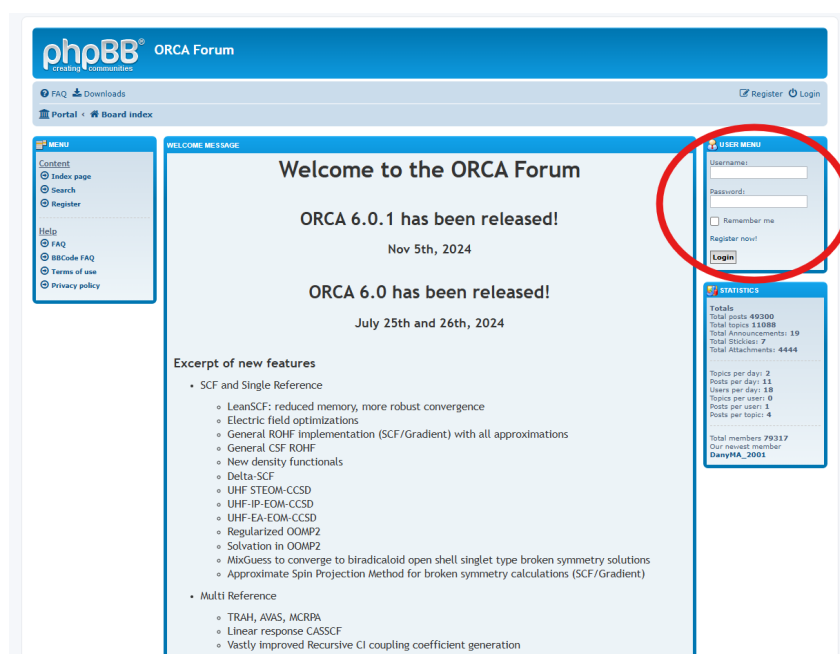 phpBB®
creating communities
ORCA Forum
FAQ Downloads
Register Login
Portal ‹ Board index
MENU
Content
Index page
Search
Register
Help
FAQ
BBCode FAQ
Terms of use
Privacy policy
WELCOME MESSAGE
Welcome to the ORCA Forum
ORCA 6.0.1 has been released!
Nov 5th, 2024
ORCA 6.0 has been released!
July 25th and 26th, 2024
Excerpt of new features
• SCF and Single Reference
◦ LeanSCF: reduced memory, more robust convergence
◦ Electric field optimizations
◦ General ROHF implementation (SCF/Gradient) with all approximations
◦ General CSF ROHF
◦ New density functionals
◦ Delta-SCF
◦ UHF STEOM-CCSD
◦ UHF-IP-EOM-CCSD
◦ UHF-EA-EOM-CCSD
◦ Regularized OOMP2
◦ Solvation in OOMP2
◦ MixGuess to converge to biradicaloid open shell singlet type broken symmetry solutions
◦ Approximate Spin Projection Method for broken symmetry calculations (SCF/Gradient)
• Multi Reference
◦ TRAH, AVAS, MCRPA
◦ Linear response CASSCF
◦ Vastly improved Recursive CI coupling coefficient generation
USER MENU
Username:
Password:
Remember me
Register now!
Login
STATISTICS
Totals
Total posts 49300
Total topics 11088
Total Announcements: 19
Total Stickies: 7
Total Attachments: 4444
Topics per day: 2
Posts per day: 11
Users per day: 18
Topics per user: 0
Posts per user: 1
Posts per topic: 4
Total members 79317
Our newest member
DanyMA_2001